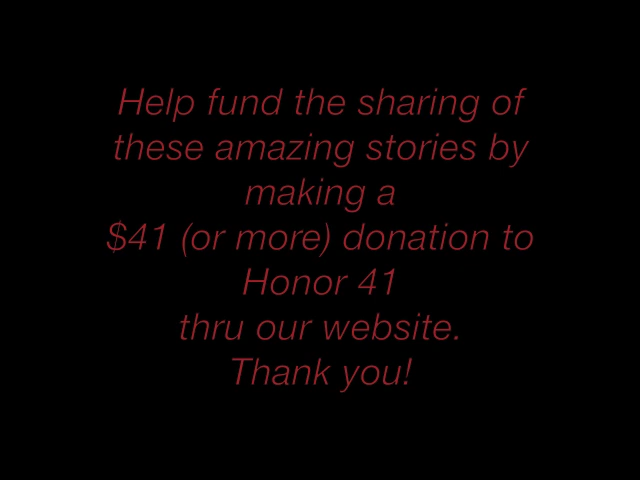 Help fund the sharing of
these amazing stories by
making a
$41 (or more) donation to
Honor 41
thru our website.
Thank you!